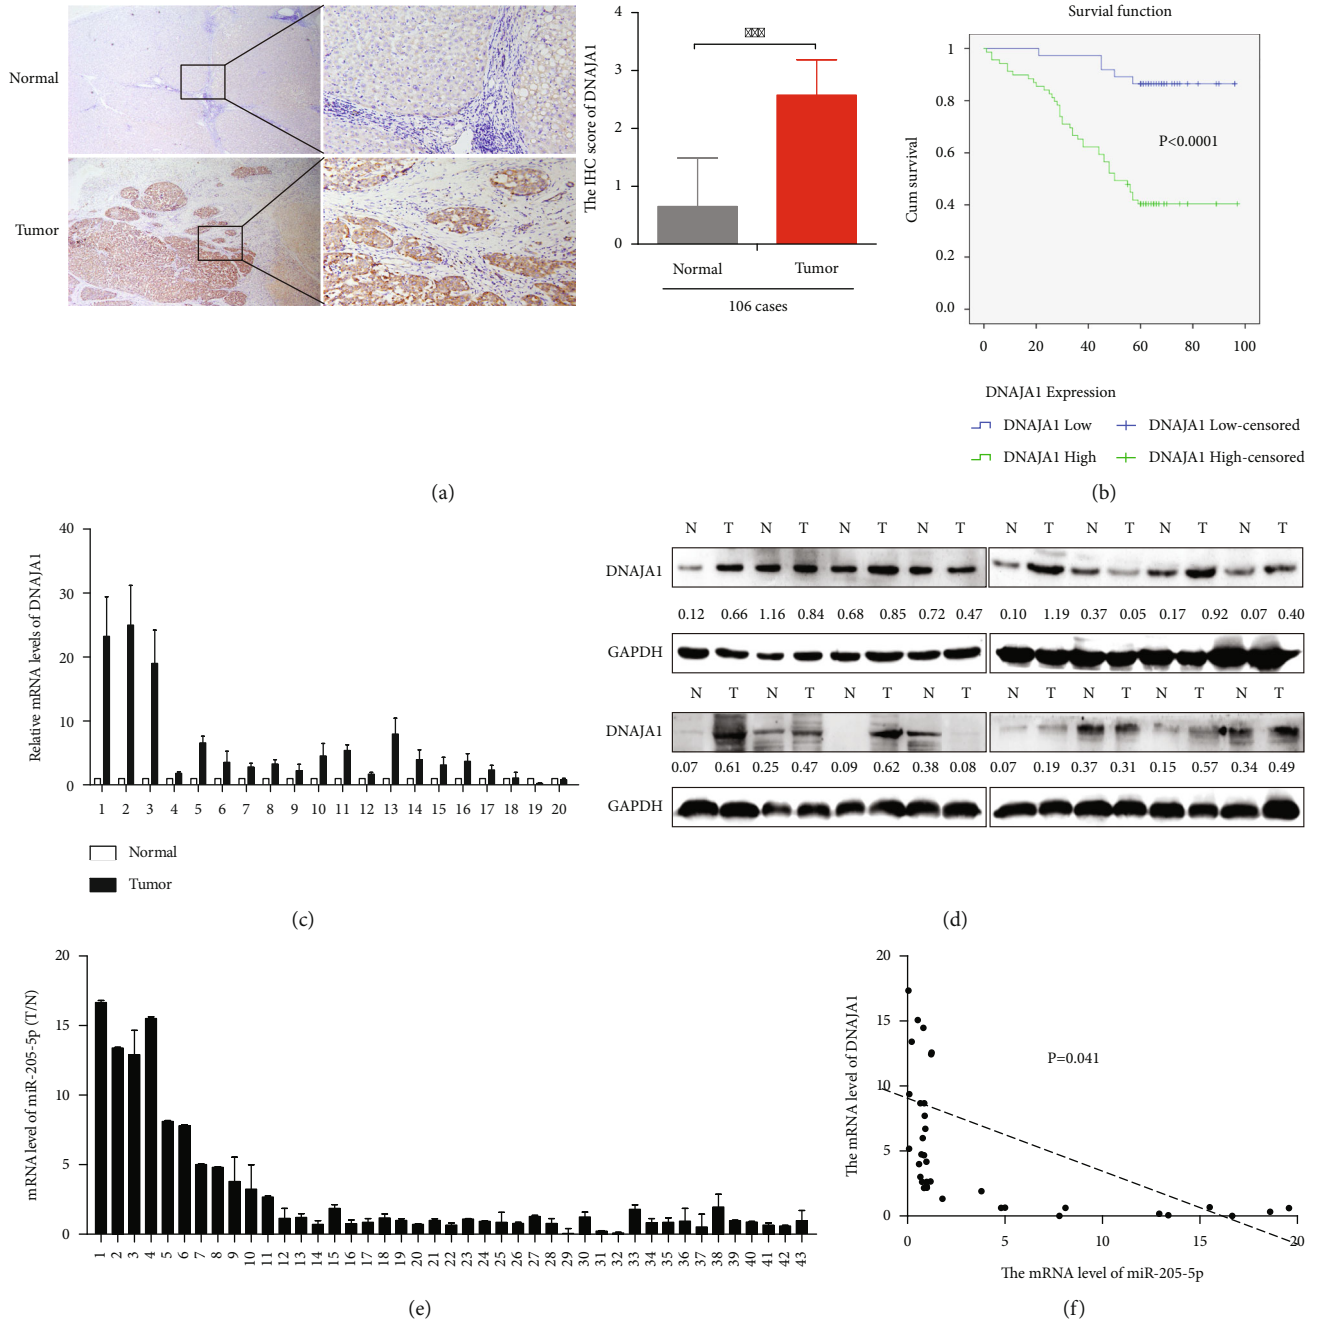 Normal
Tumor
The IHC score of DNAJA1
4
3
2
1
0
Normal
Tumor
106 cases
(a)
Survial function
Cum survival
1
0.8
0.6
0.4
0.2
0.0
P<0.0001
0 20 40 60 80 100
DNAJA1 Expression
DNAJA1 Low
DNAJA1 Low-censored
DNAJA1 High
DNAJA1 High-censored
(b)
Relative mRNA levels of DNAJA1
40
30
20
10
0
1 2 3 4 5 6 7 8 9 10 11 12 13 14 15 16 17 18 19 20
Normal
Tumor
(c)
N T N T N T N T N T N T N T N T
DNAJA1
0.12 0.66 1.16 0.84 0.68 0.85 0.72 0.47 0.10 1.19 0.37 0.05 0.17 0.92 0.07 0.40
GAPDH
N T N T N T N T N T N T N T N T
DNAJA1
0.07 0.61 0.25 0.47 0.09 0.62 0.38 0.08 0.07 0.19 0.37 0.31 0.15 0.57 0.34 0.49
GAPDH
(d)
mRNA level of miR-205-5p (T/N)
20
15
10
5
0
1 2 3 4 5 6 7 8 9 10 11 12 13 14 15 16 17 18 19 20 21 22 23 24 25 26 27 28 29 30 31 32 33 34 35 36 37 38 39 40 41 42 43
(e)
The mRNA level of DNAJA1
20
15
10
5
0
P=0.041
0 5 10 15 20
The mRNA level of miR-205-5p
(f)